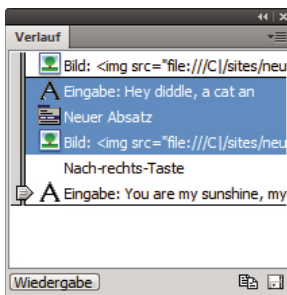 Verlauf
Bild: <img src="file:///C|/sites/neu
Eingabe: Hey diddle, a cat an
Neuer Absatz
Bild: <img src="file:///C|/sites/neu
Nach-rechts-Taste
Eingabe: You are my sunshine, my
Wiedergabe